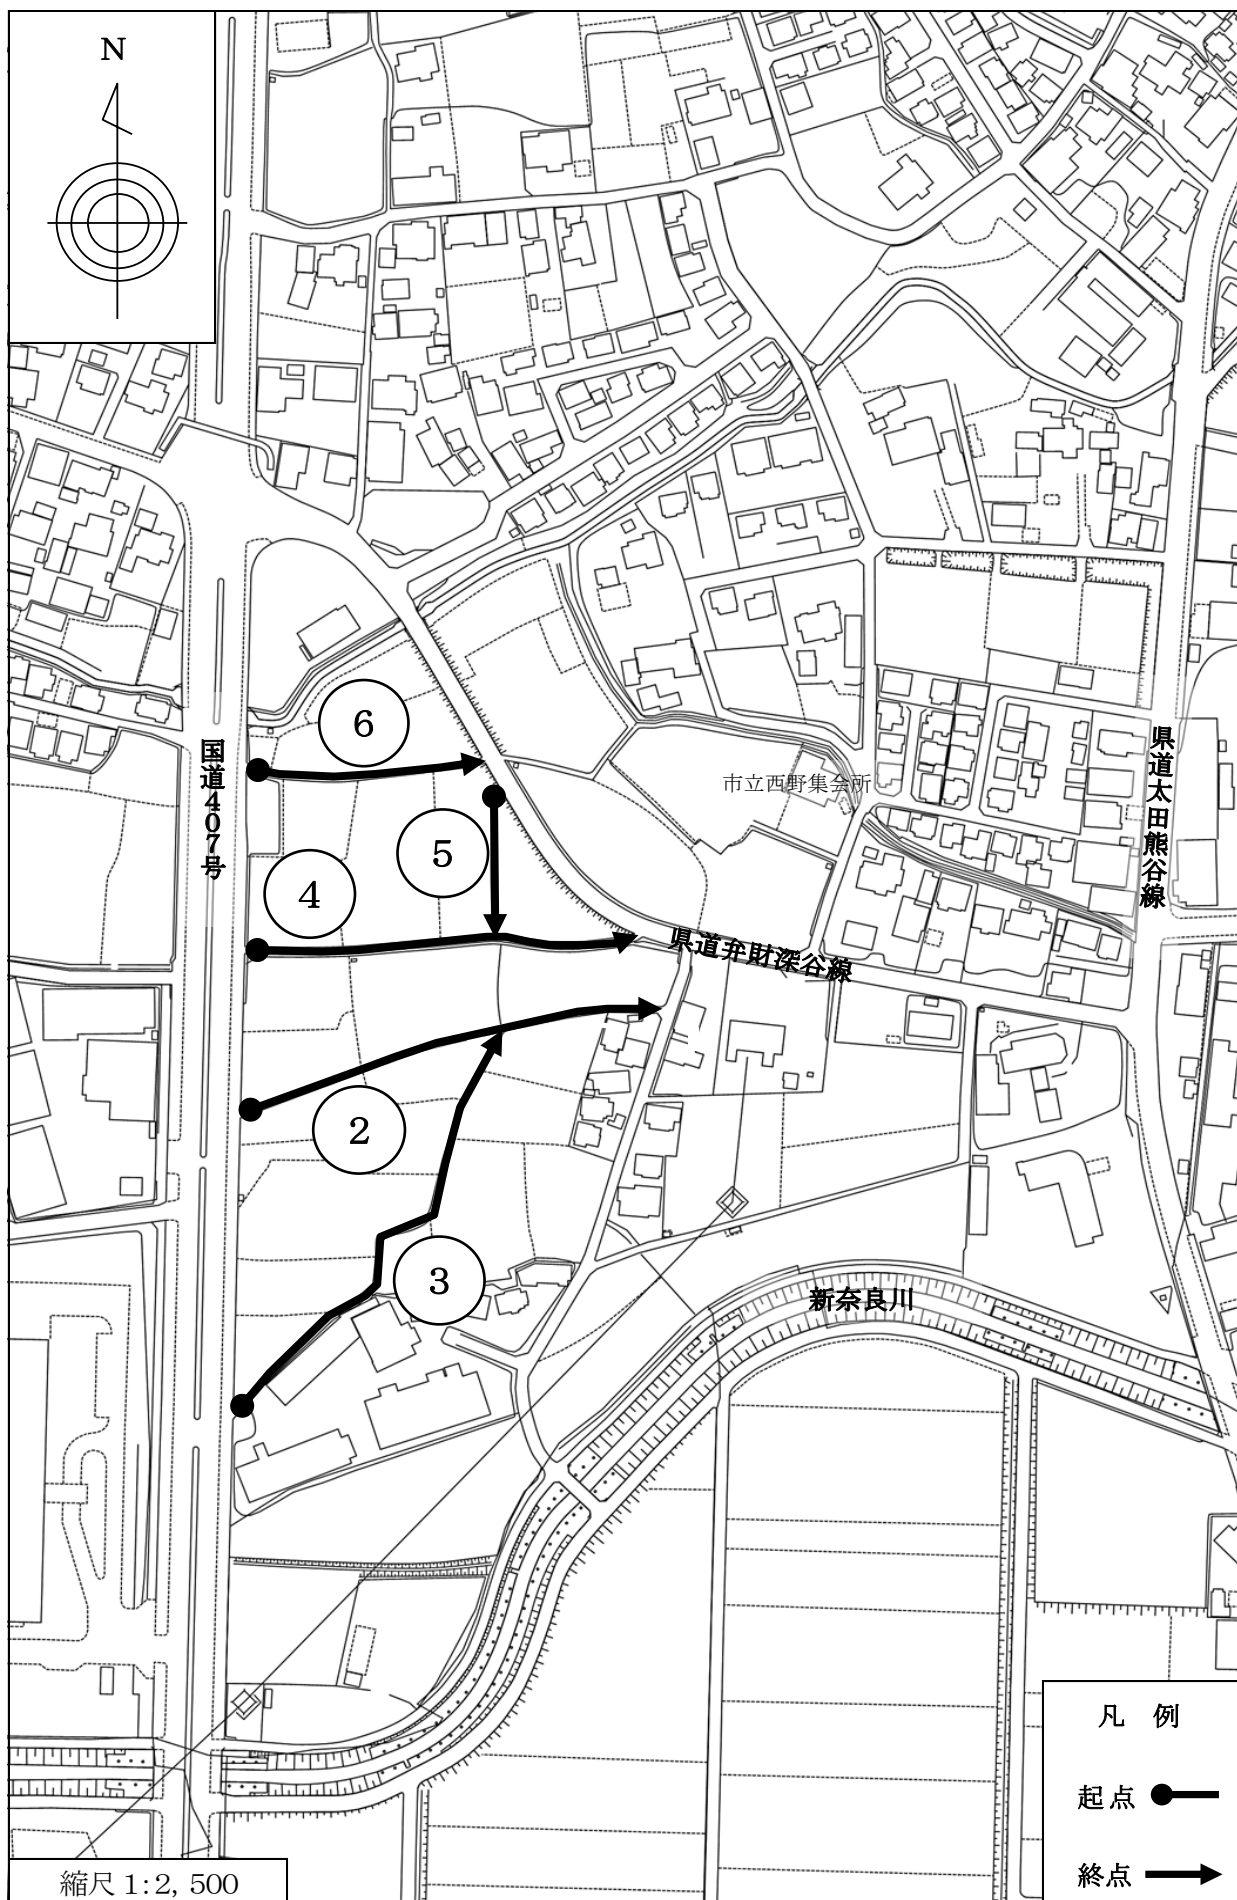 N
6
国道407号
県道太田熊谷線
市立西野集会所
5
4
県道弁財深谷線
2
3
新奈良川
凡 例
起点
終点
縮尺 1:2,500